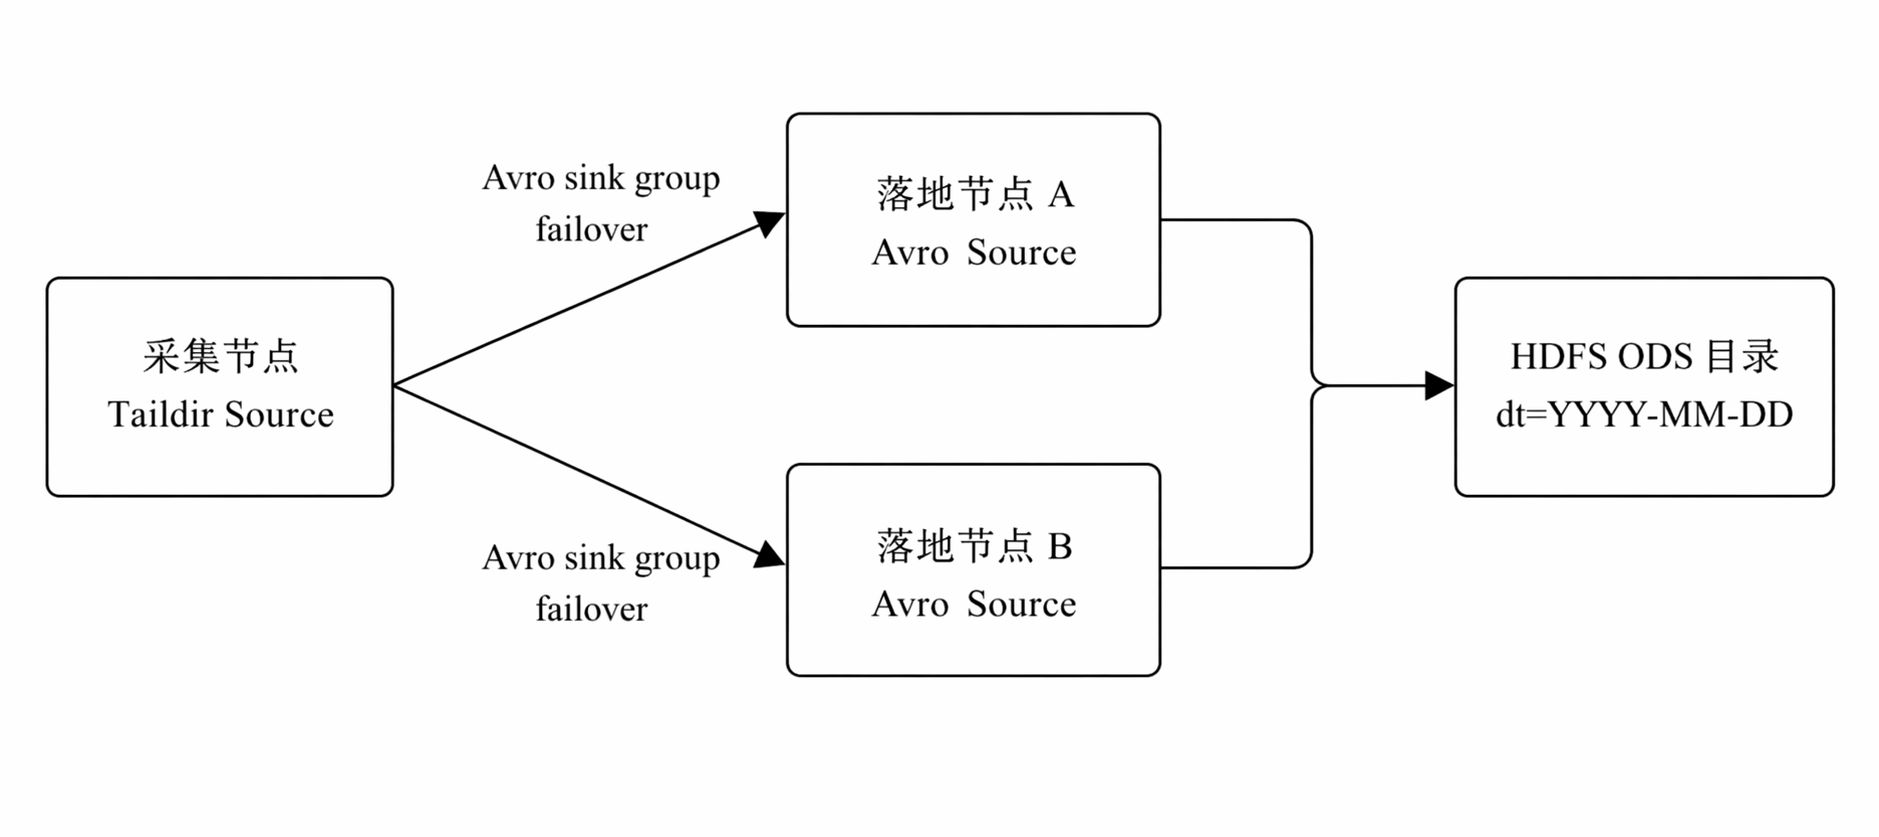 采集节点
Taildir Source
Avro sink group
failover
Avro sink group
failover
落地节点 A
Avro Source
落地节点 B
Avro Source
HDFS ODS 目录
dt=YYYY-MM-DD